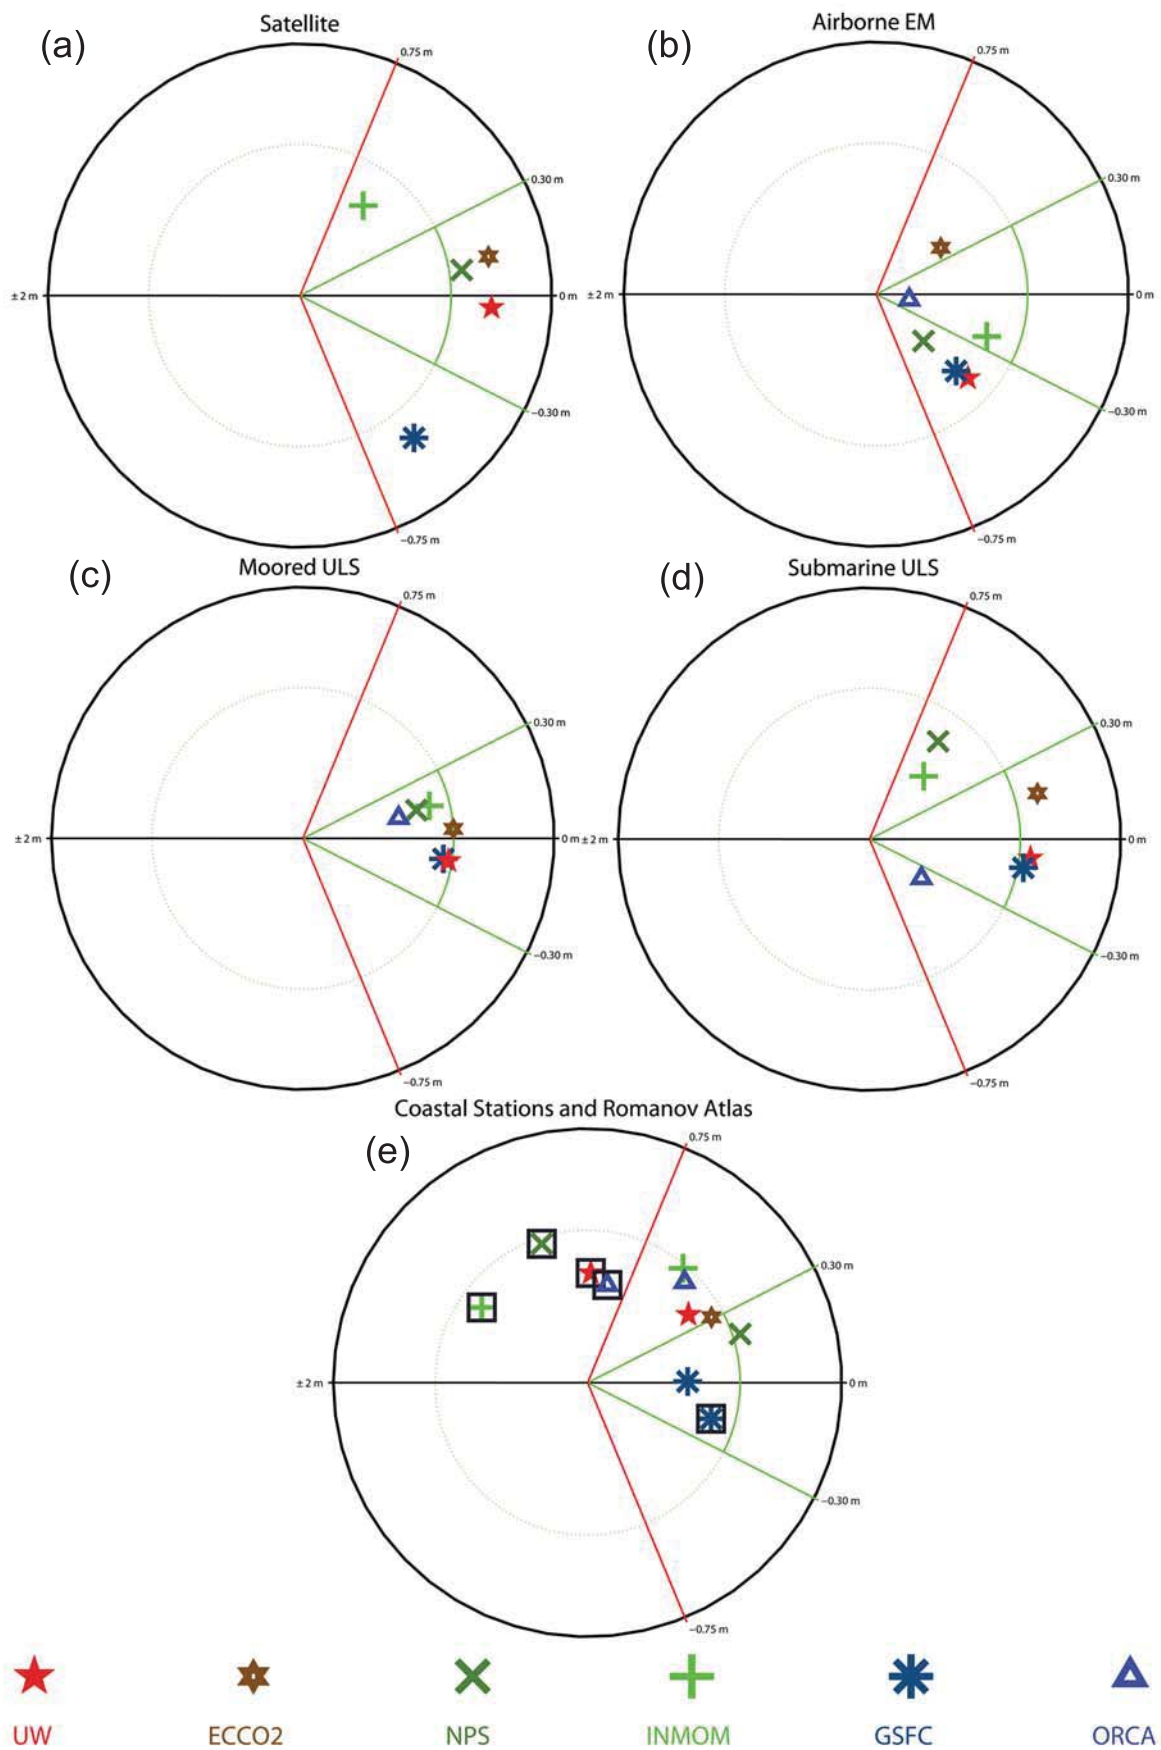 Satellite
Airborne EM
(a)
(b)
0.75 m
0.75 m
0.30 m
0.30 m
±2 m
0 m
±2 m
0 m
−0.30 m
−0.30 m
−0.75 m
−0.75 m
Moored ULS
Submarine ULS
(c)
(d)
0.75 m
0.75 m
0.30 m
0.30 m
±2 m
0 m
±2 m
0 m
−0.30 m
−0.30 m
−0.75 m
−0.75 m
Coastal Stations and Romanov Atlas
(e)
0.75 m
0.30 m
±2 m
0 m
−0.30 m
−0.75 m
UW
ECCO2
NPS
INMOM
GSFC
ORCA